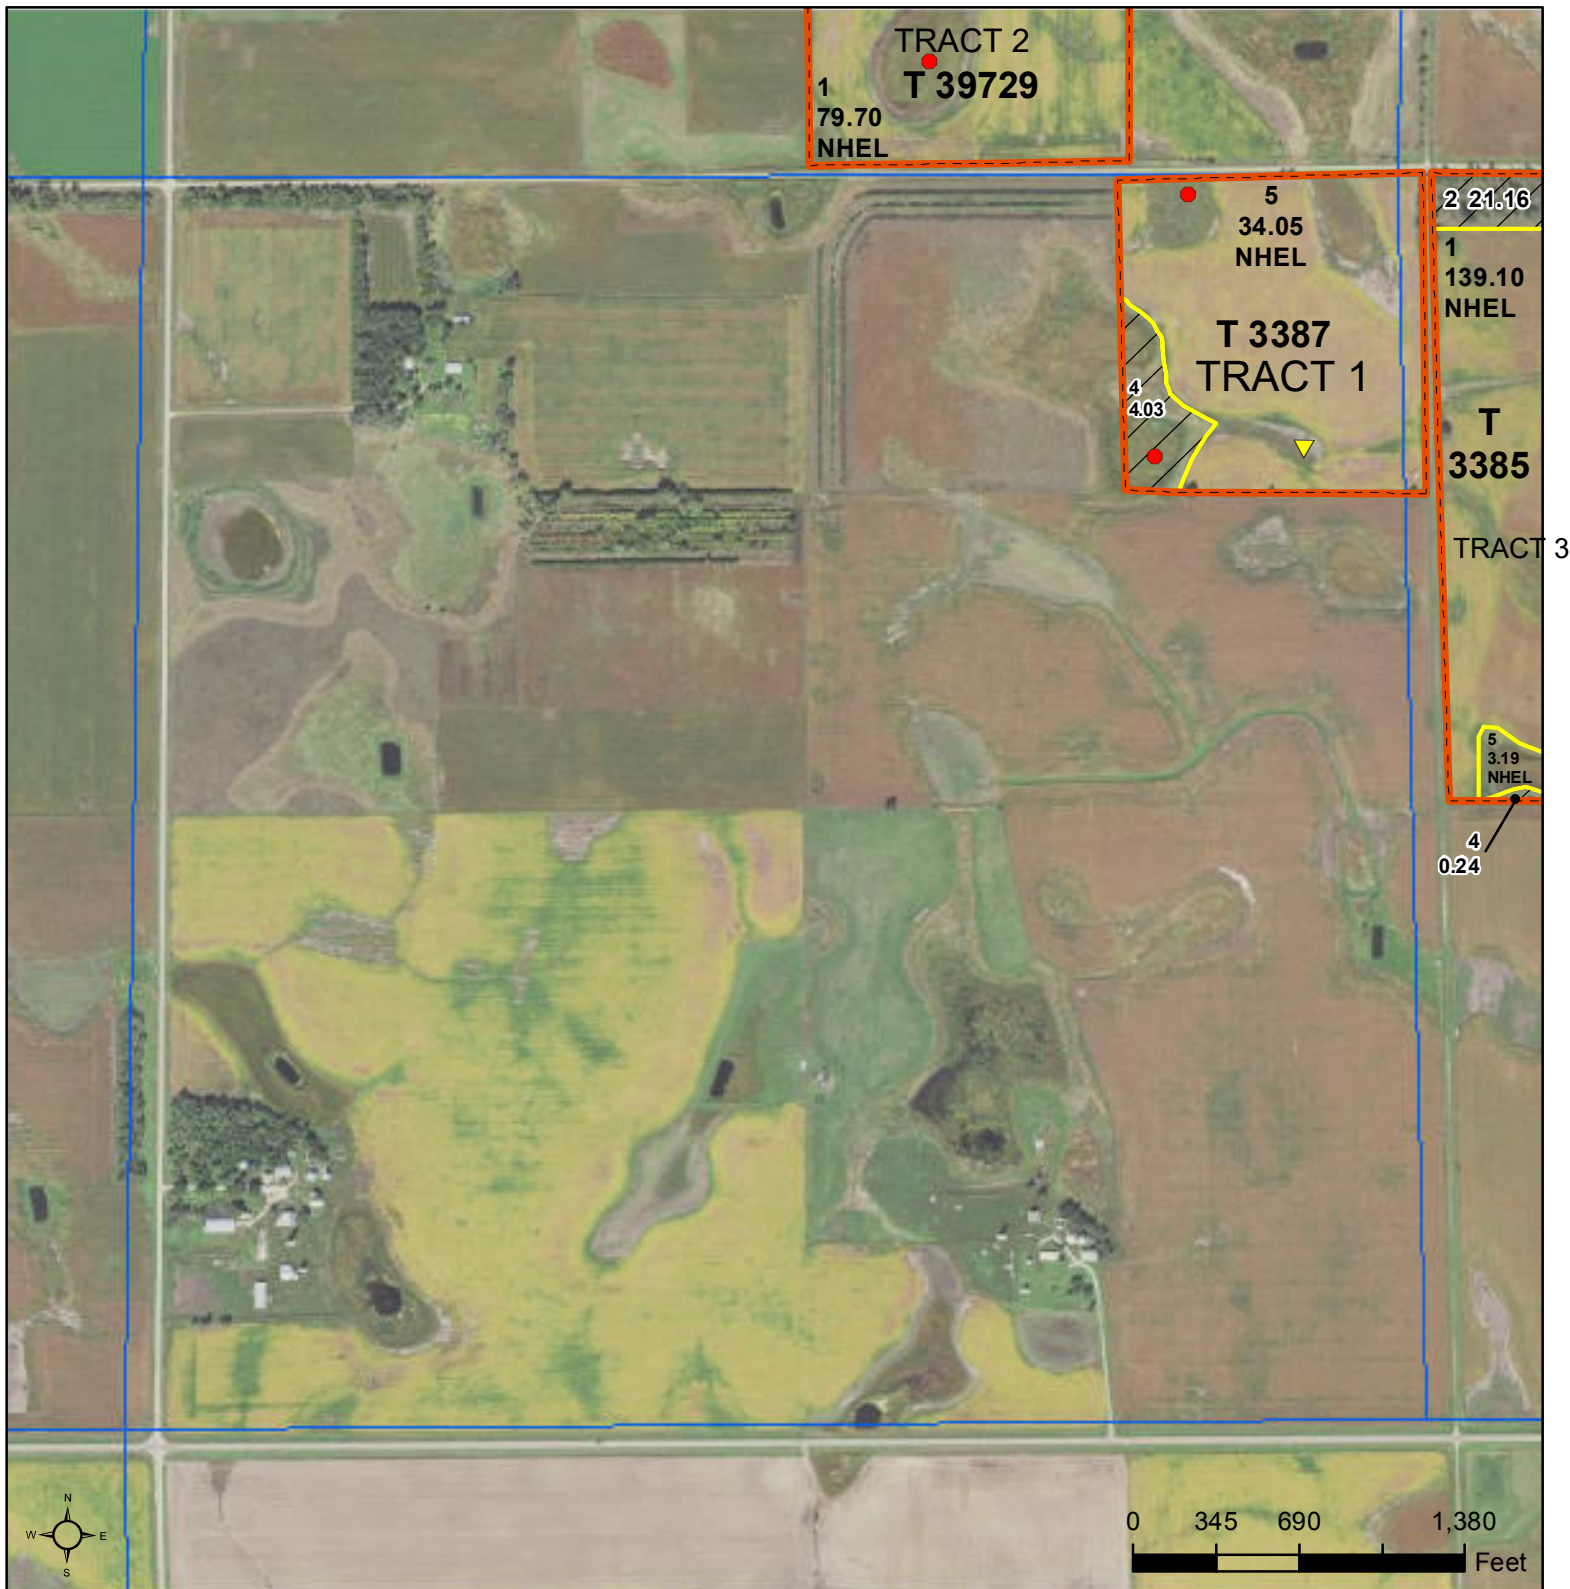 TRACT 2
T 39729
1
79.70
NHEL
5
34.05
NHEL
T 3387
TRACT 1
4
4.03
2 21.16
1
139.10
NHEL
T
3385
TRACT 3
5
3.19
NHEL
4
0.24
N
W E
S
0 345 690 1,380
Feet